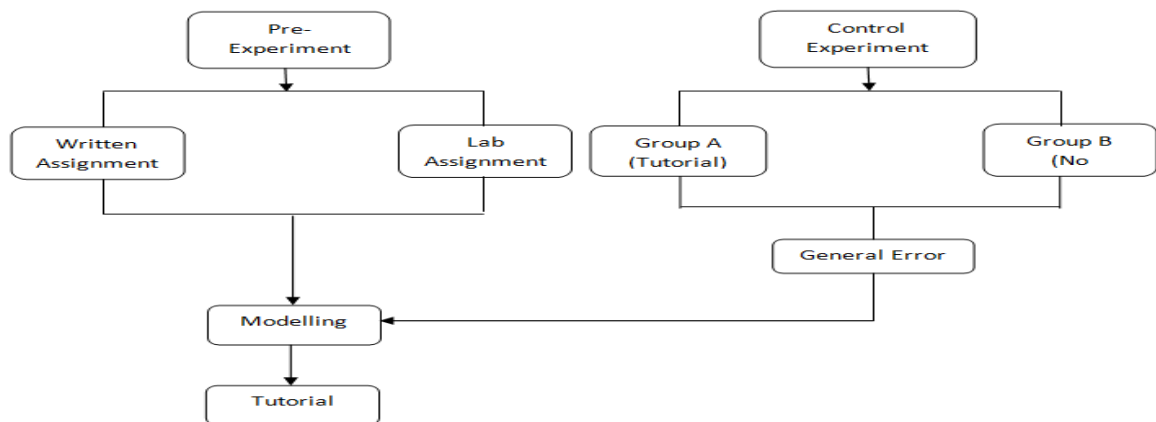 Pre-
Experiment
Control
Experiment
Written
Assignment
Lab
Assignment
Group A
(Tutorial)
Group B
(No
General Error
Modelling
Tutorial